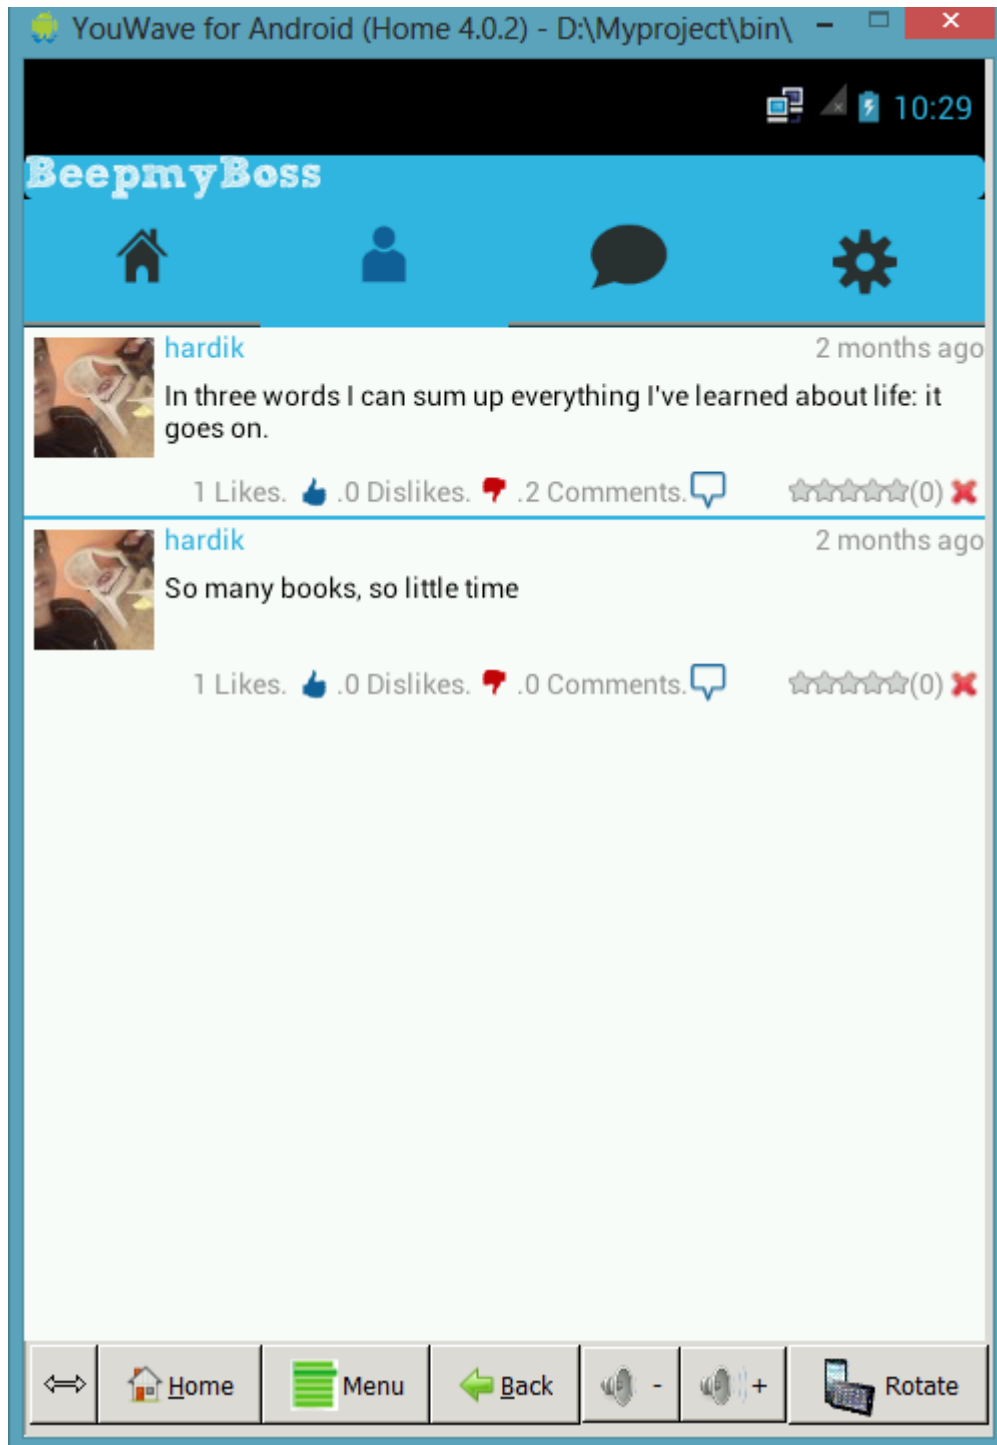 YouWave for Android (Home 4.0.2) - D:\Myproject\bin\
10:29
BeepmyBoss
hardik 2 months ago
In three words I can sum up everything I've learned about life: it
goes on.
1 Likes. .0 Dislikes. .2 Comments. (0)
hardik 2 months ago
So many books, so little time
1 Likes. .0 Dislikes. .0 Comments. (0)
Home Menu Back - + Rotate